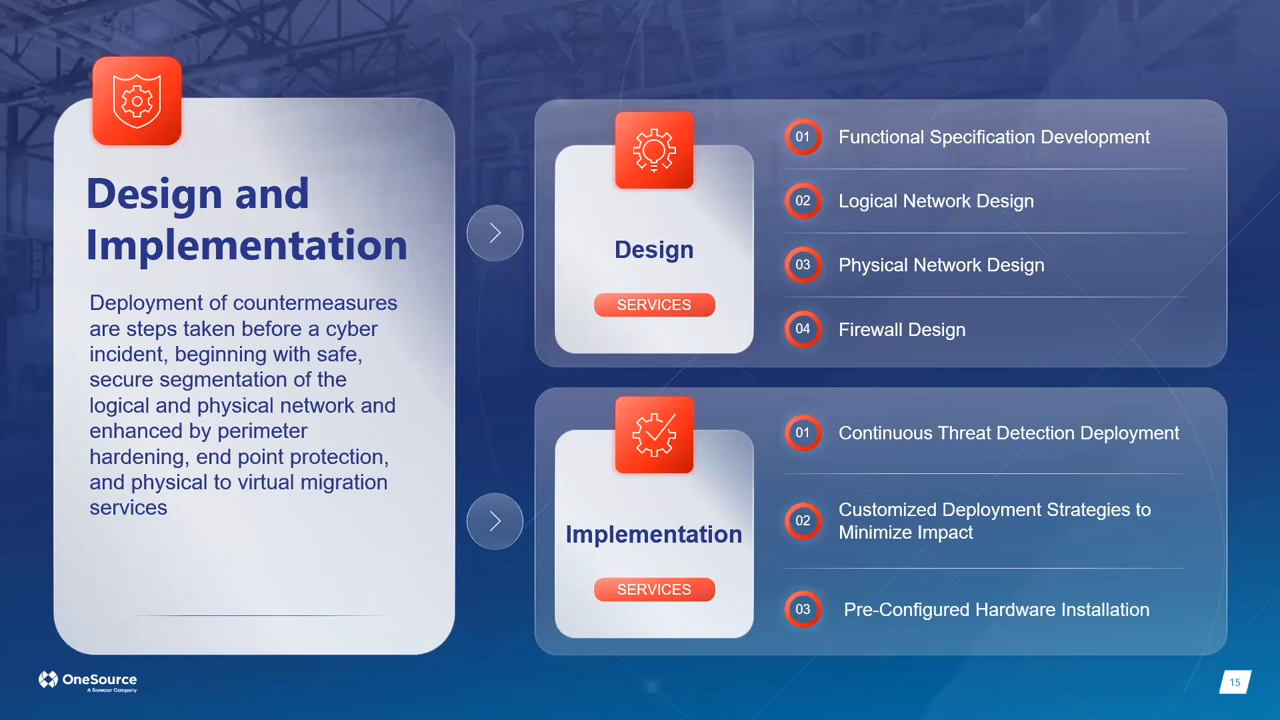 Design and
Implementation
Deployment of countermeasures
are steps taken before a cyber
incident, beginning with safe,
secure segmentation of the
logical and physical network and
enhanced by perimeter
hardening, end point protection,
and physical to virtual migration
services
Design
SERVICES
01 Functional Specification Development
02 Logical Network Design
03 Physical Network Design
04 Firewall Design
Implementation
SERVICES
01 Continuous Threat Detection Deployment
02 Customized Deployment Strategies to
Minimize Impact
03 Pre-Configured Hardware Installation
OneSource
A Sonepar Company
15